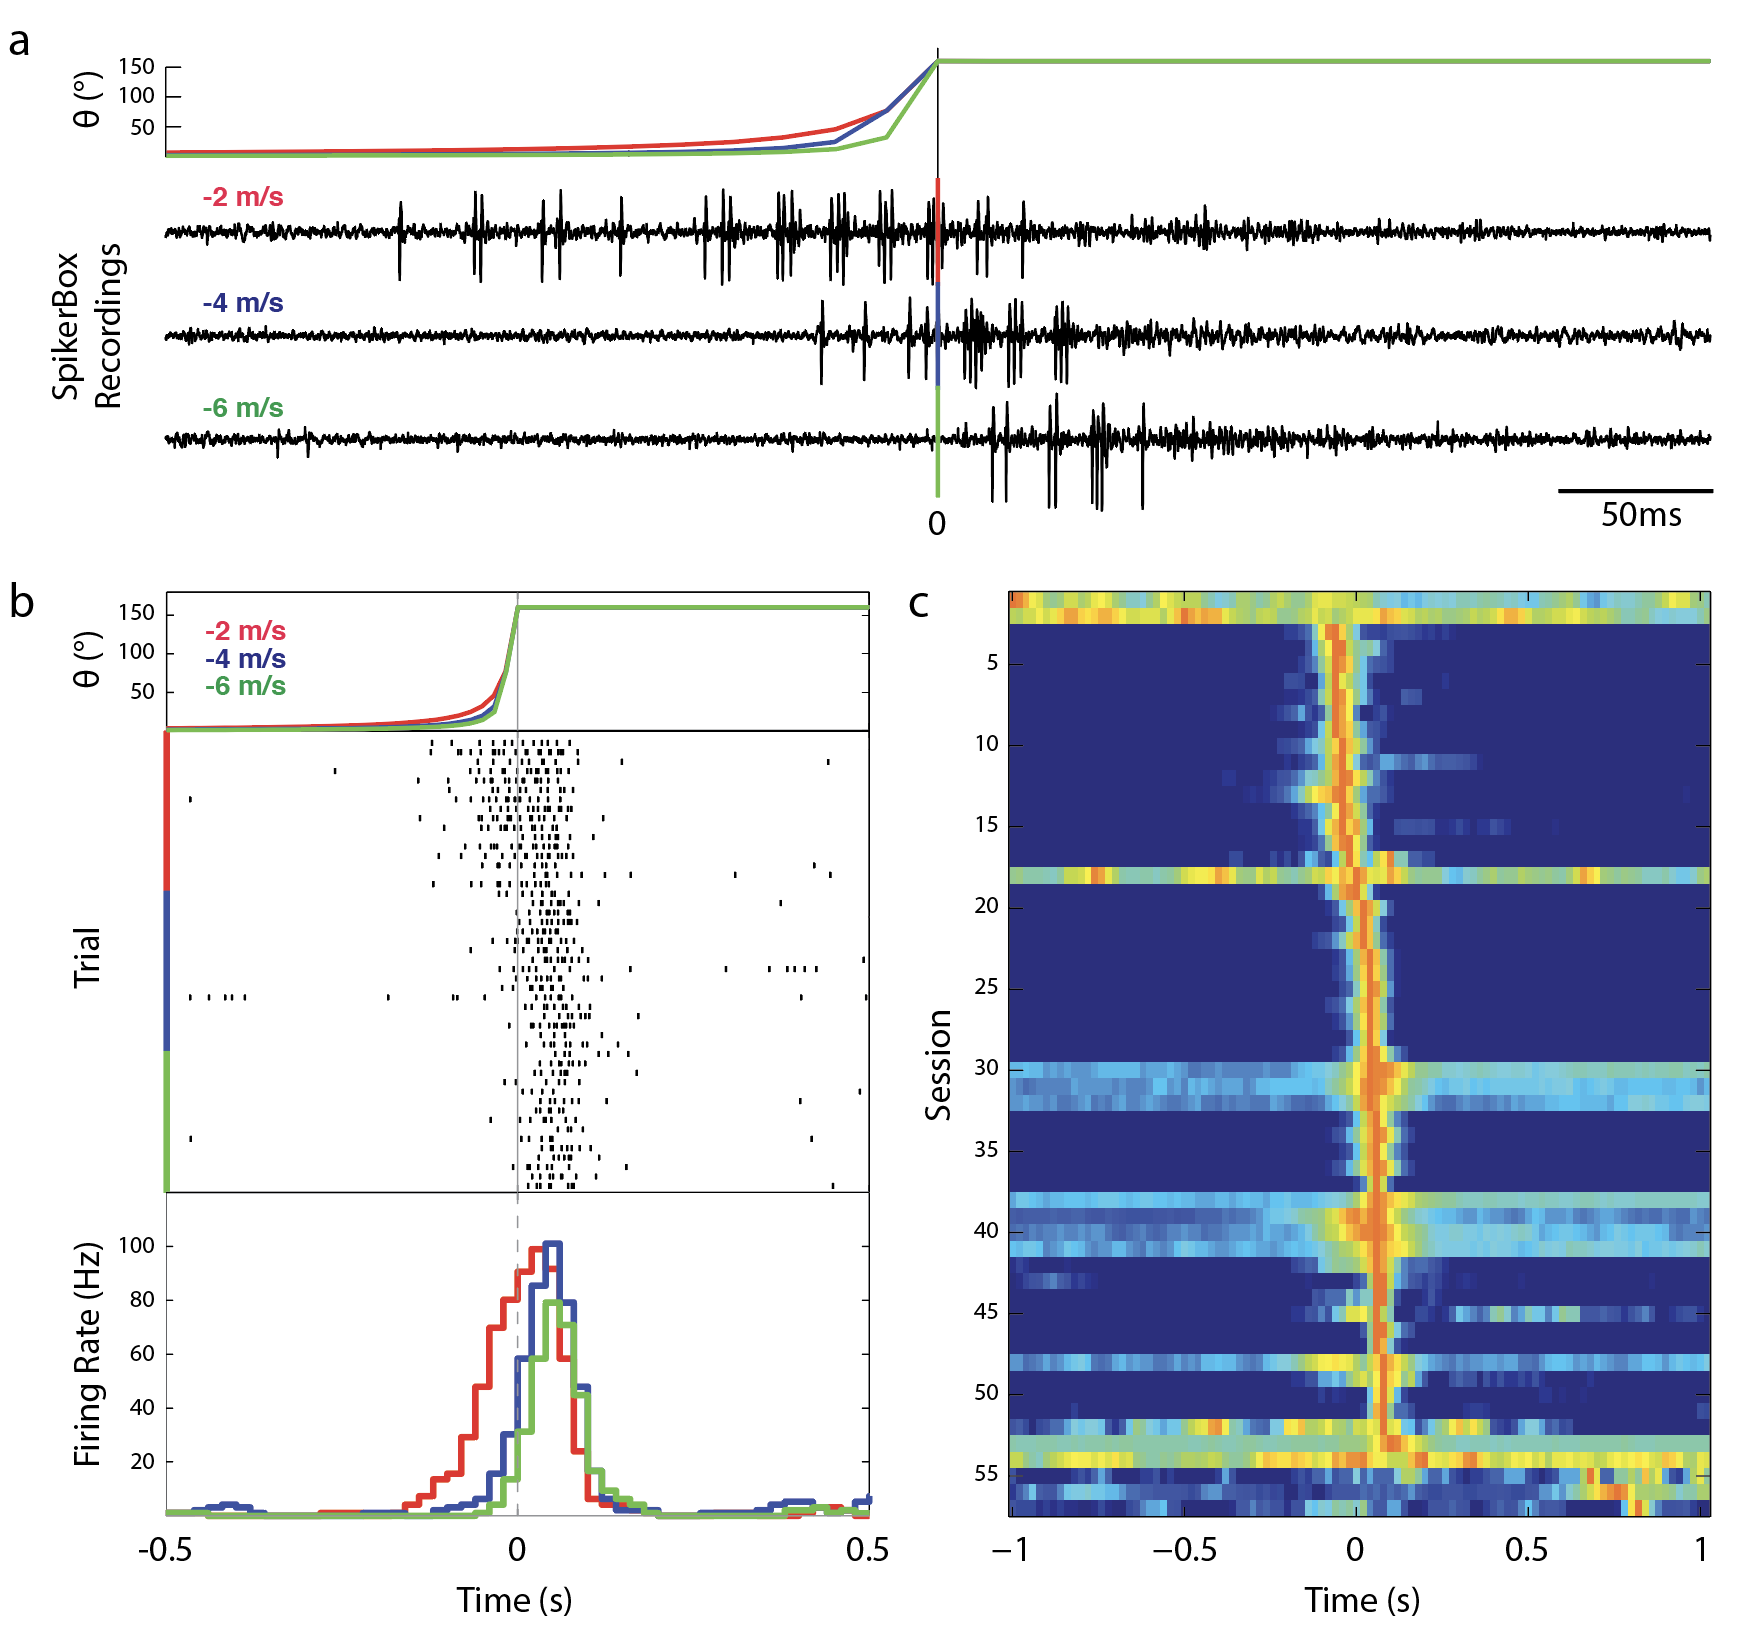 a
θ (°)
150
100
50
SpikerBox
Recordings
-2 m/s
-4 m/s
-6 m/s
0
50ms
b
θ (°)
150
100
50
-2 m/s
-4 m/s
-6 m/s
Trial
Firing Rate (Hz)
100
80
60
40
20
-0.5
0
0.5
Time (s)
c
Session
5
10
15
20
25
30
35
40
45
50
55
−1
−0.5
0
0.5
1
Time (s)